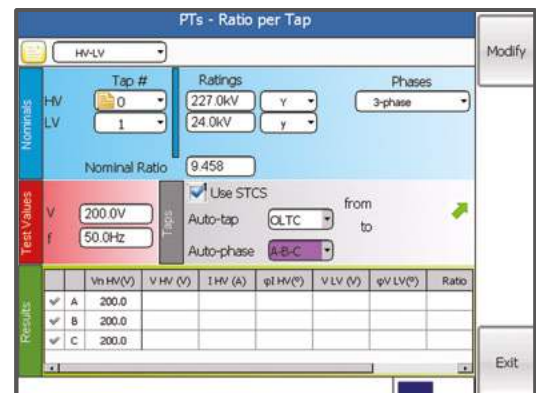 PTs - Ratio per Tap
Modify
HV-LV
Nominals
Tap # Ratings Phases
HV 0 227.0kV Y 3-phase
LV 1 24.0kV y
Nominal Ratio 9.458
Test Values
V 200.0V
f 50.0Hz
Taps
Use STCS
Auto-tap OLTC from
to
Auto-phase A-B-C
Results
Vn HV(V) V HV (V) I HV (A) φI HV(°) V LV (V) φV LV(°) Ratio
A 200.0
B 200.0
C 200.0
Exit